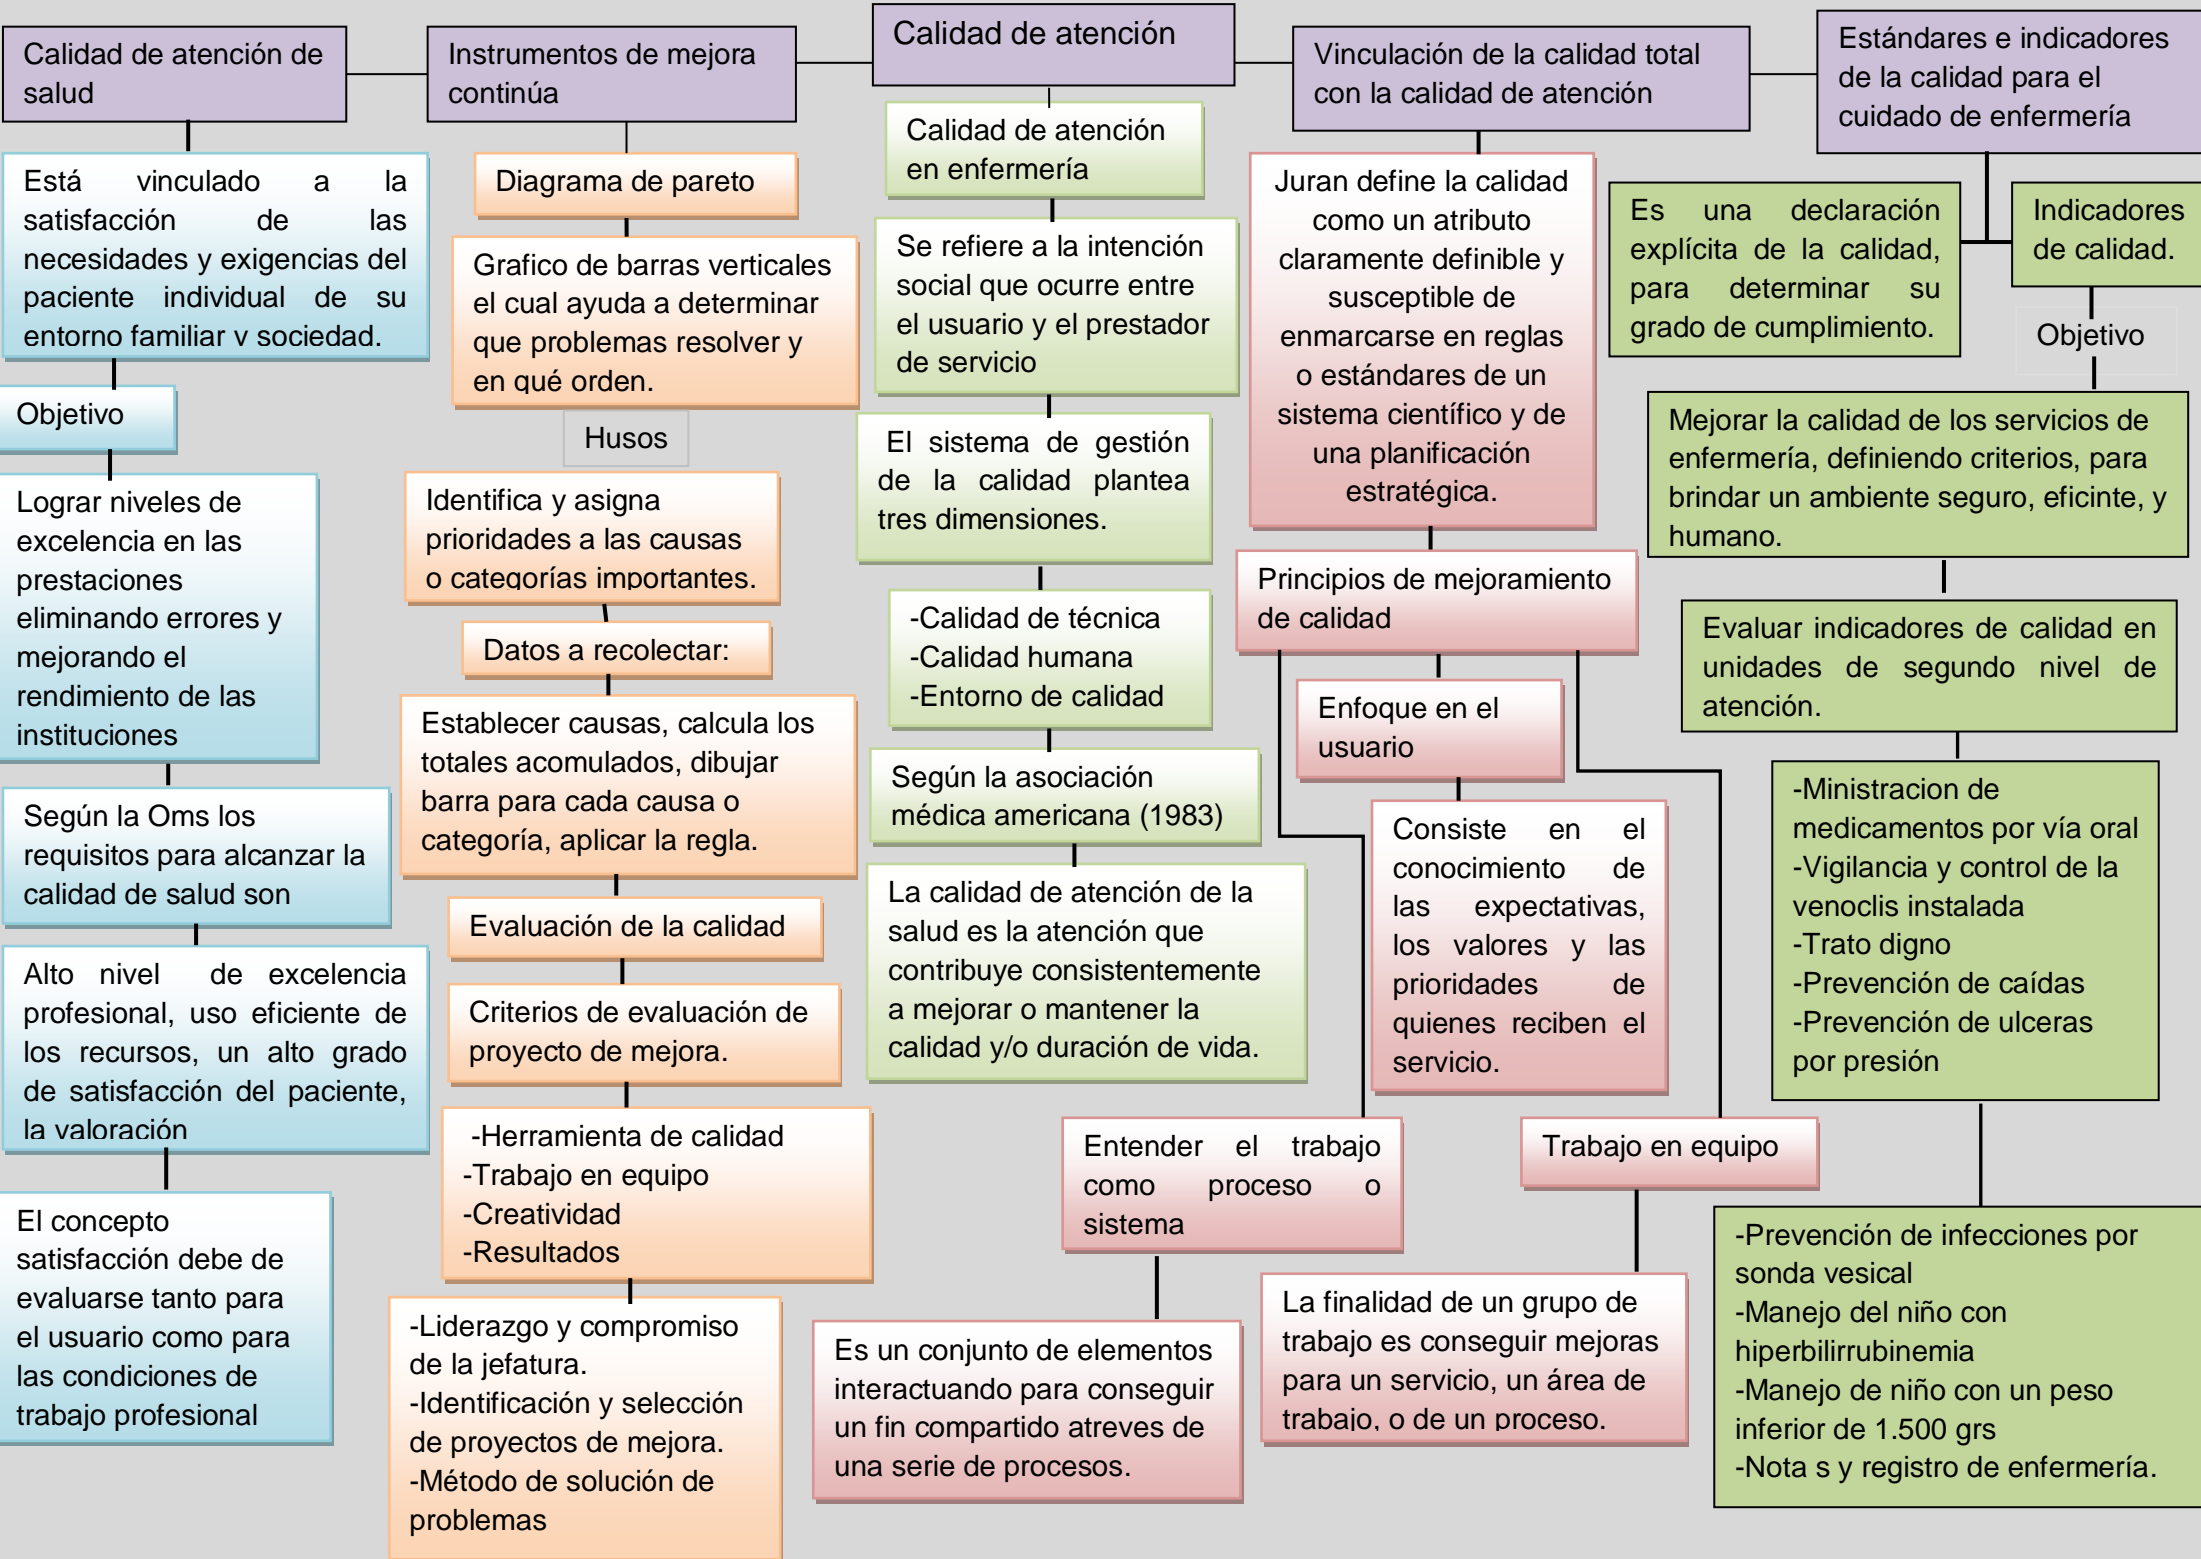 Calidad de atención de
salud
Está vinculado a la
satisfacción de las
necesidades y exigencias del
paciente individual de su
entorno familiar y sociedad.
Objetivo
Lograr niveles de
excelencia en las
prestaciones
eliminando errores y
mejorando el
rendimiento de las
instituciones
Según la Oms los
requisitos para alcanzar la
calidad de salud son
Alto nivel de excelencia
profesional, uso eficiente de
los recursos, un alto grado
de satisfacción del paciente,
la valoración
El concepto
satisfacción debe de
evaluarse tanto para
el usuario como para
las condiciones de
trabajo profesional
Instrumentos de mejora
continúa
Diagrama de pareto
Grafico de barras verticales
el cual ayuda a determinar
que problemas resolver y
en qué orden.
Husos
Identifica y asigna
prioridades a las causas
o categorías importantes.
Datos a recolectar:
Establecer causas, calcula los
totales acomulados, dibujar
barra para cada causa o
categoría, aplicar la regla.
Evaluación de la calidad
Criterios de evaluación de
proyecto de mejora.
-Herramienta de calidad
-Trabajo en equipo
-Creatividad
-Resultados
-Liderazgo y compromiso
de la jefatura.
-Identificación y selección
de proyectos de mejora.
-Método de solución de
problemas
Calidad de atención
Calidad de atención
en enfermería
Se refiere a la intención
social que ocurre entre
el usuario y el prestador
de servicio
El sistema de gestión
de la calidad plantea
tres dimensiones.
-Calidad de técnica
-Calidad humana
-Entorno de calidad
Según la asociación
médica americana (1983)
La calidad de atención de la
salud es la atención que
contribuye consistentemente
a mejorar o mantener la
calidad y/o duración de vida.
Vinculación de la calidad total
con la calidad de atención
Juran define la calidad
como un atributo
claramente definible y
susceptible de
enmarcarse en reglas
o estándares de un
sistema científico y de
una planificación
estratégica.
Principios de mejoramiento
de calidad
Enfoque en el
usuario
Consiste en el
conocimiento de
las expectativas,
los valores y las
prioridades de
quienes reciben el
servicio.
Entender el trabajo
como proceso o
sistema
Es un conjunto de elementos
interactuando para conseguir
un fin compartido atreves de
una serie de procesos.
Trabajo en equipo
La finalidad de un grupo de
trabajo es conseguir mejoras
para un servicio, un área de
trabajo, o de un proceso.
Estándares e indicadores
de la calidad para el
cuidado de enfermería
Es una declaración
explícita de la calidad,
para determinar su
grado de cumplimiento.
Indicadores
de calidad.
Objetivo
Mejorar la calidad de los servicios de
enfermería, definiendo criterios, para
brindar un ambiente seguro, eficinte, y
humano.
Evaluar indicadores de calidad en
unidades de segundo nivel de
atención.
-Ministracion de
medicamentos por vía oral
-Vigilancia y control de la
venoclis instalada
-Trato digno
-Prevención de caídas
-Prevención de ulceras
por presión
-Prevención de infecciones por
sonda vesical
-Manejo del niño con
hiperbilirrubinemia
-Manejo de niño con un peso
inferior de 1.500 grs
-Nota s y registro de enfermería.